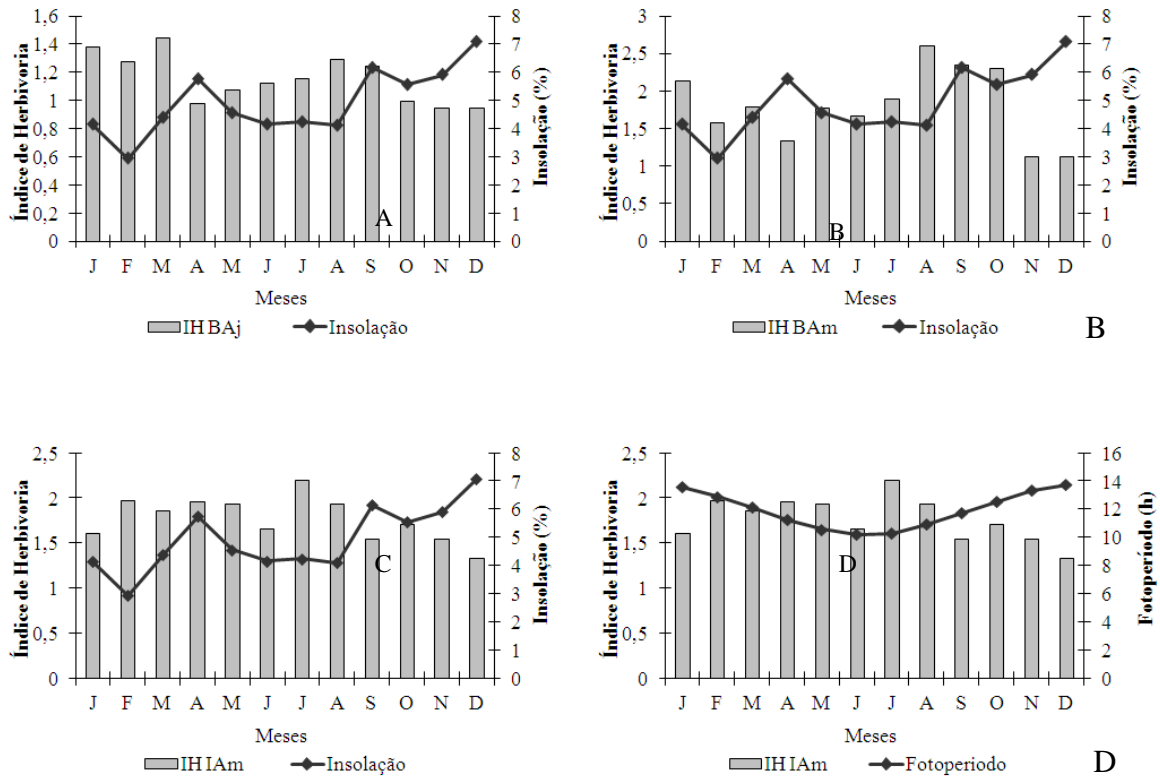 Índice de Herbivoria
1,6
1,4
1,2
1
0,8
0,6
0,4
0,2
0
8
7
6
5
4
3
2
1
0
Insolação (%)
A
J F M A M J J A S O N D
Meses
IH BAj Insolação
Índice de Herbivoria
3
2,5
2
1,5
1
0,5
0
8
7
6
5
4
3
2
1
0
Insolação (%)
B
J F M A M J J A S O N D
Meses
IH BAm Insolação
B
Índice de Herbivoria
2,5
2
1,5
1
0,5
0
8
7
6
5
4
3
2
1
0
Insolação (%)
C
J F M A M J J A S O N D
Meses
IH IAm Insolação
Índice de Herbivoria
2,5
2
1,5
1
0,5
0
16
14
12
10
8
6
4
2
0
Fotoperíodo (h)
D
J F M A M J J A S O N D
Meses
IH IAm Fotoperiodo
D